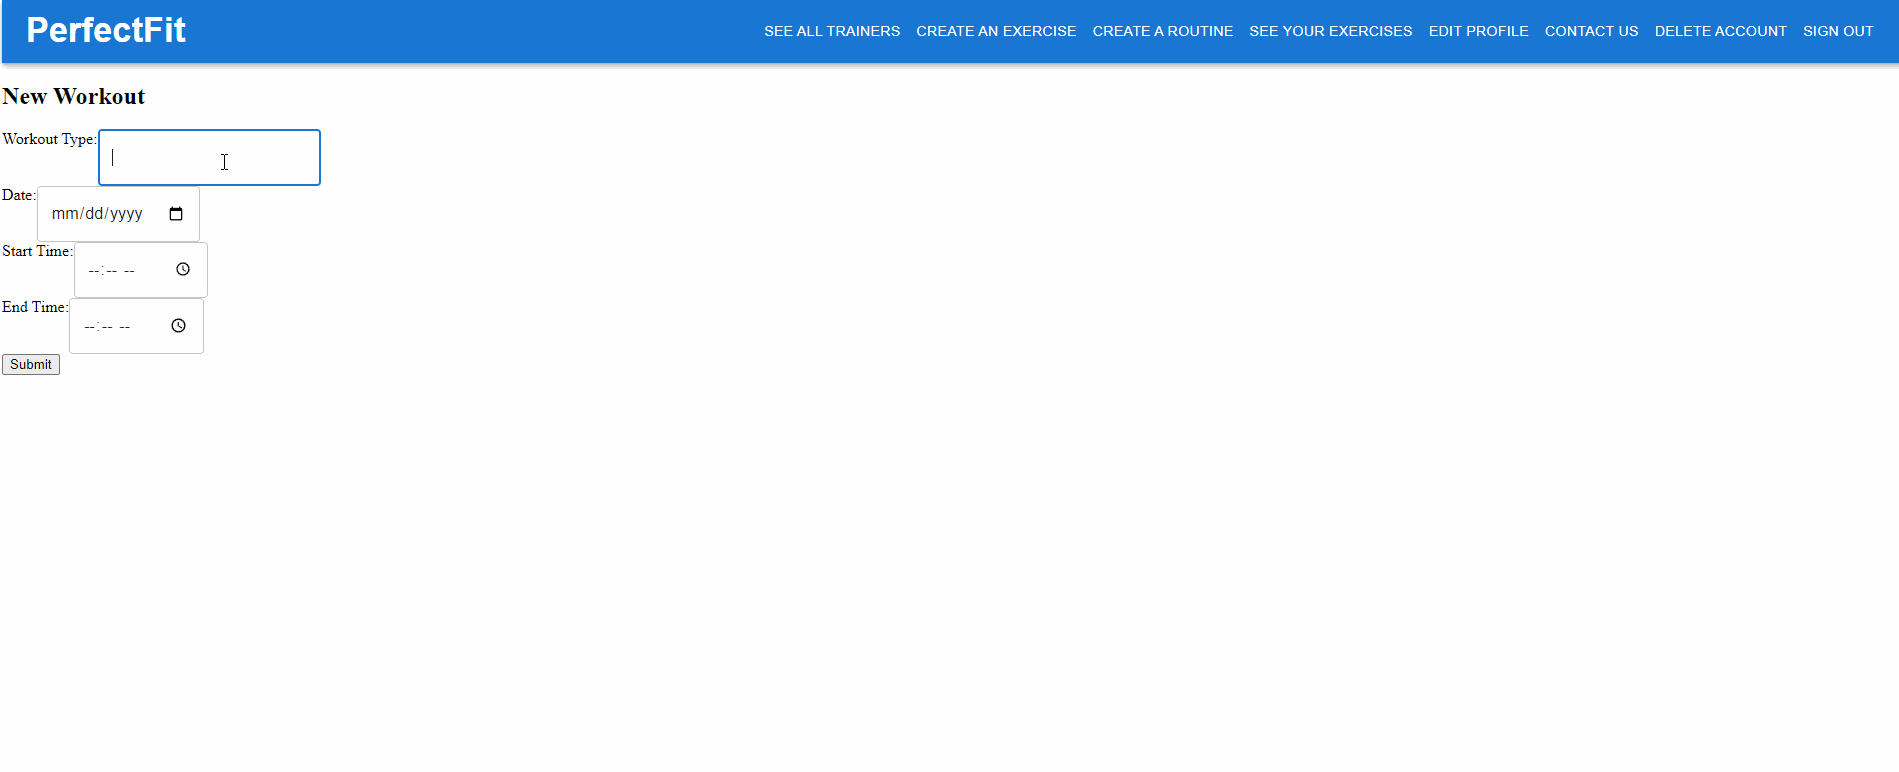 PerfectFit
SEE ALL TRAINERS CREATE AN EXERCISE CREATE A ROUTINE SEE YOUR EXERCISES EDIT PROFILE CONTACT US DELETE ACCOUNT SIGN OUT
New Workout
Workout Type:
Date: mm/dd/yyyy
Start Time: --:-- --
End Time: --:-- --
Submit